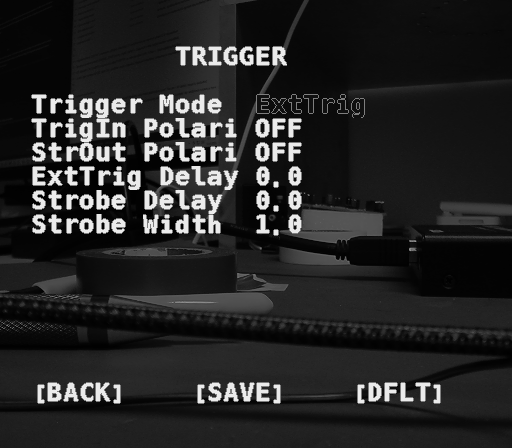 TRIGGER
Trigger Mode ExtTrig
TrigIn Polari OFF
StrOut Polari OFF
ExtTrig Delay 0.0
Strobe Delay 0.0
Strobe Width 1.0
[BACK] [SAVE] [DFLT]